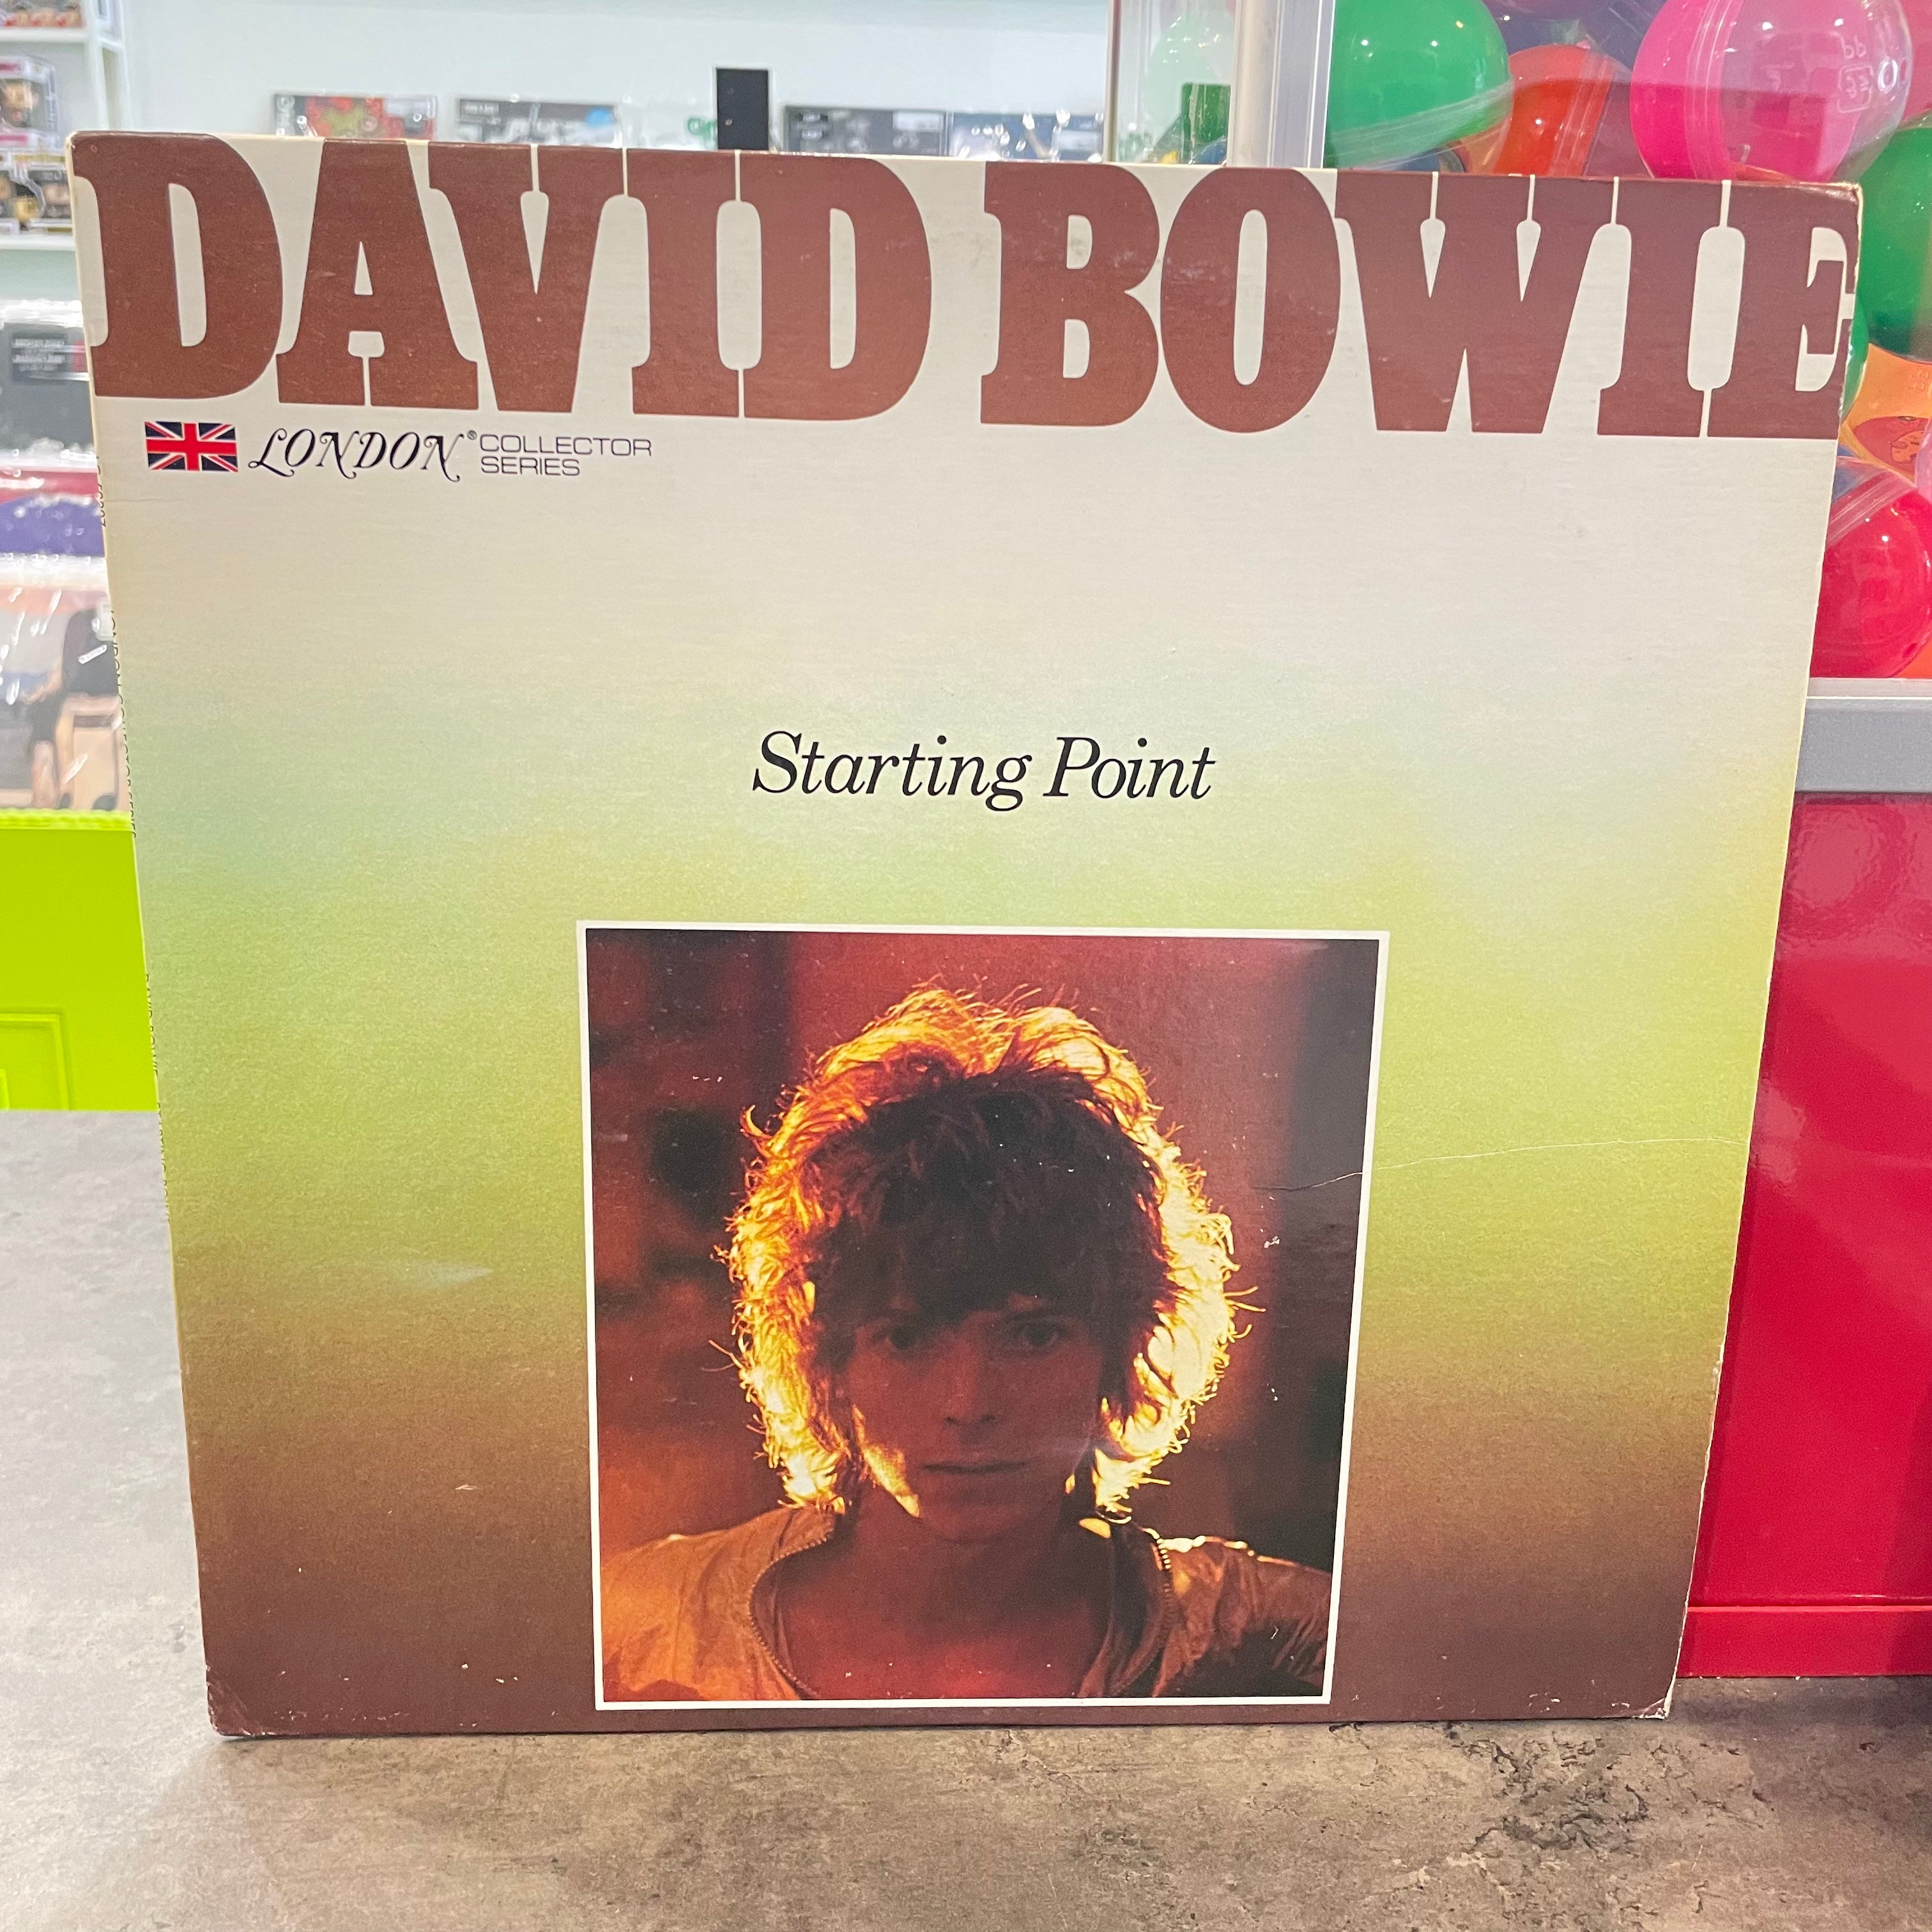 DAVID BOWIE
LONDON® COLLECTOR
SERIES
Starting Point